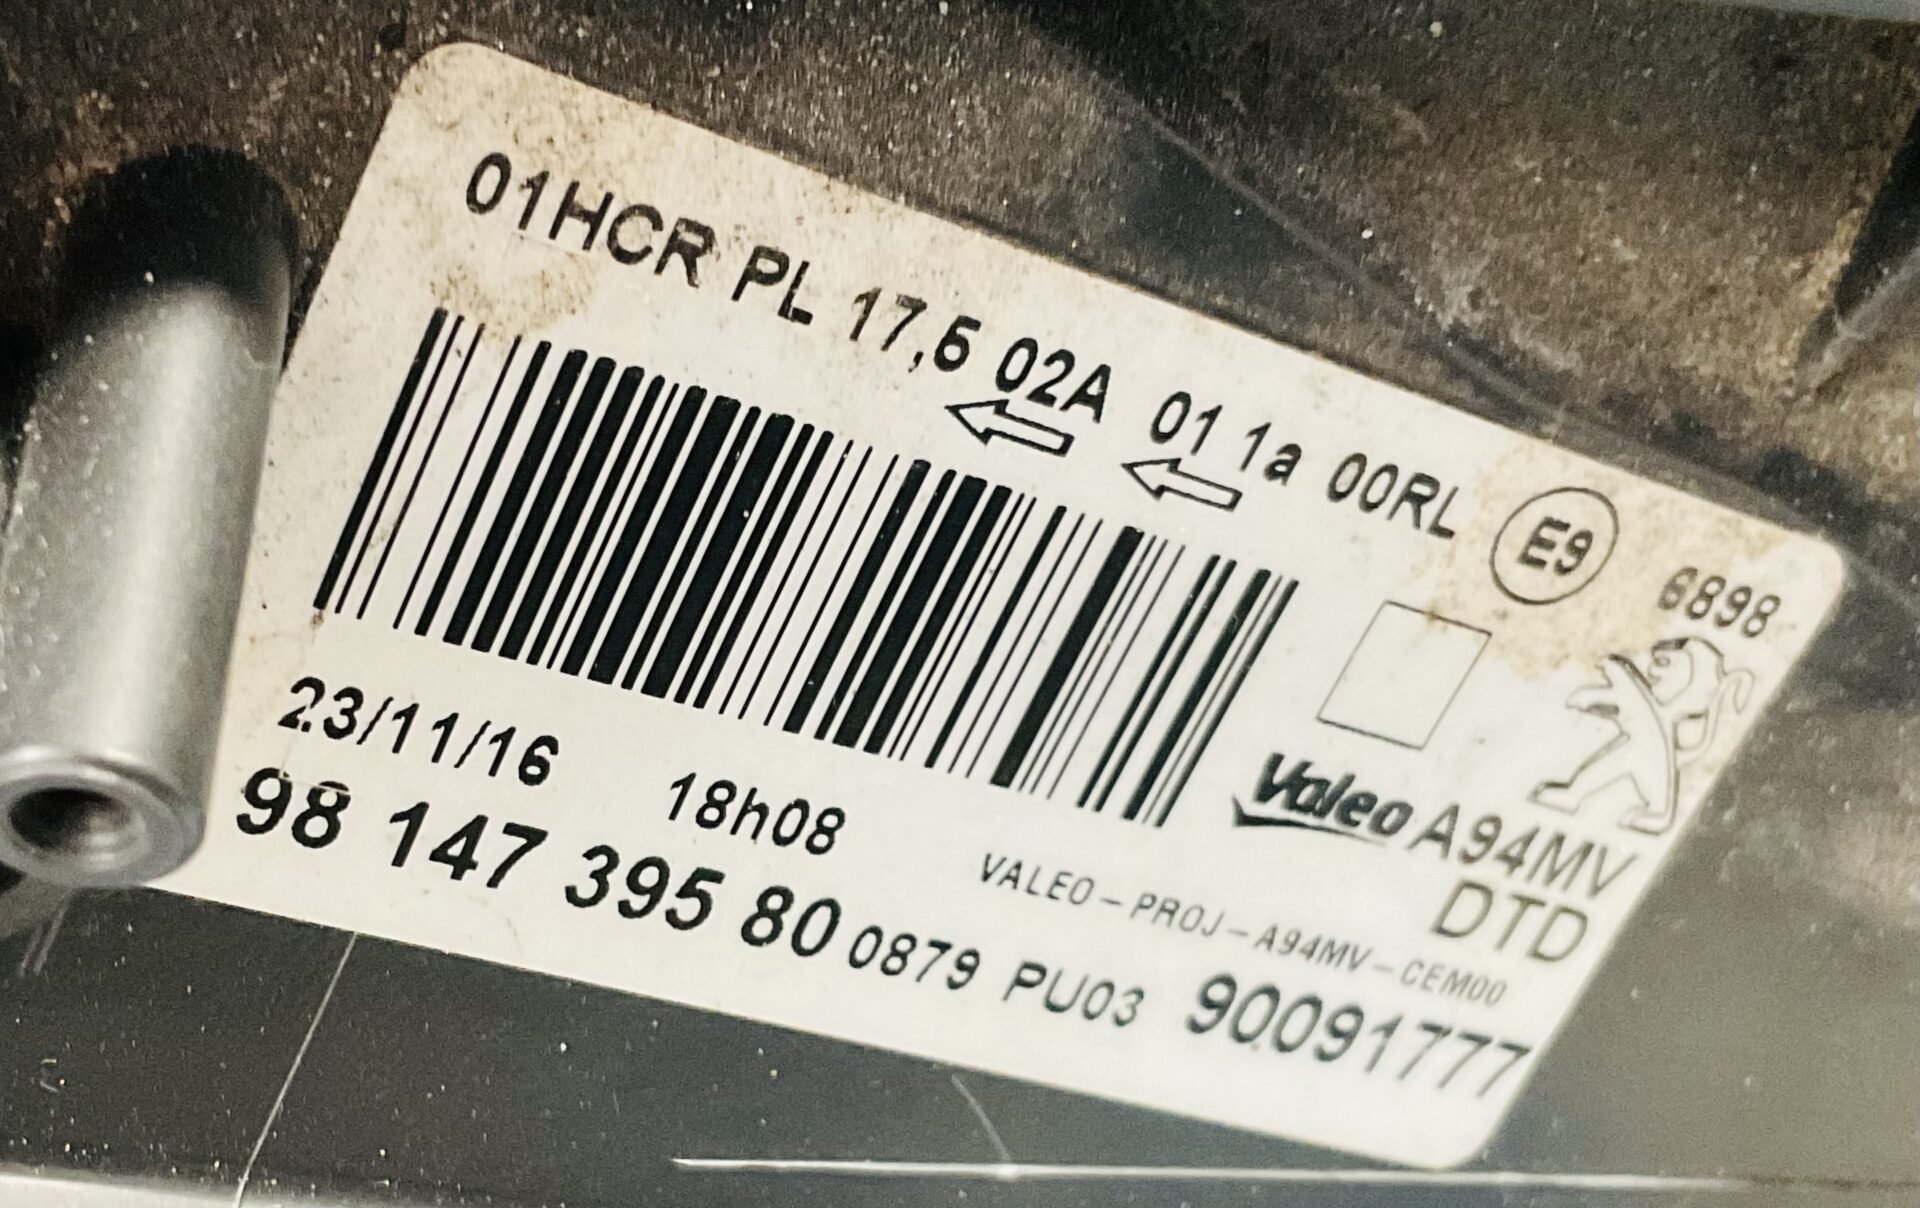 01HCR PL 17,5 02A 01 1a 00RL E9 6898
23/11/16 18h08
Valeo A94MV
DTD
VALEO-PROJ-A94MV-CEM00
98 147 395 80 0879 PU03 90091777